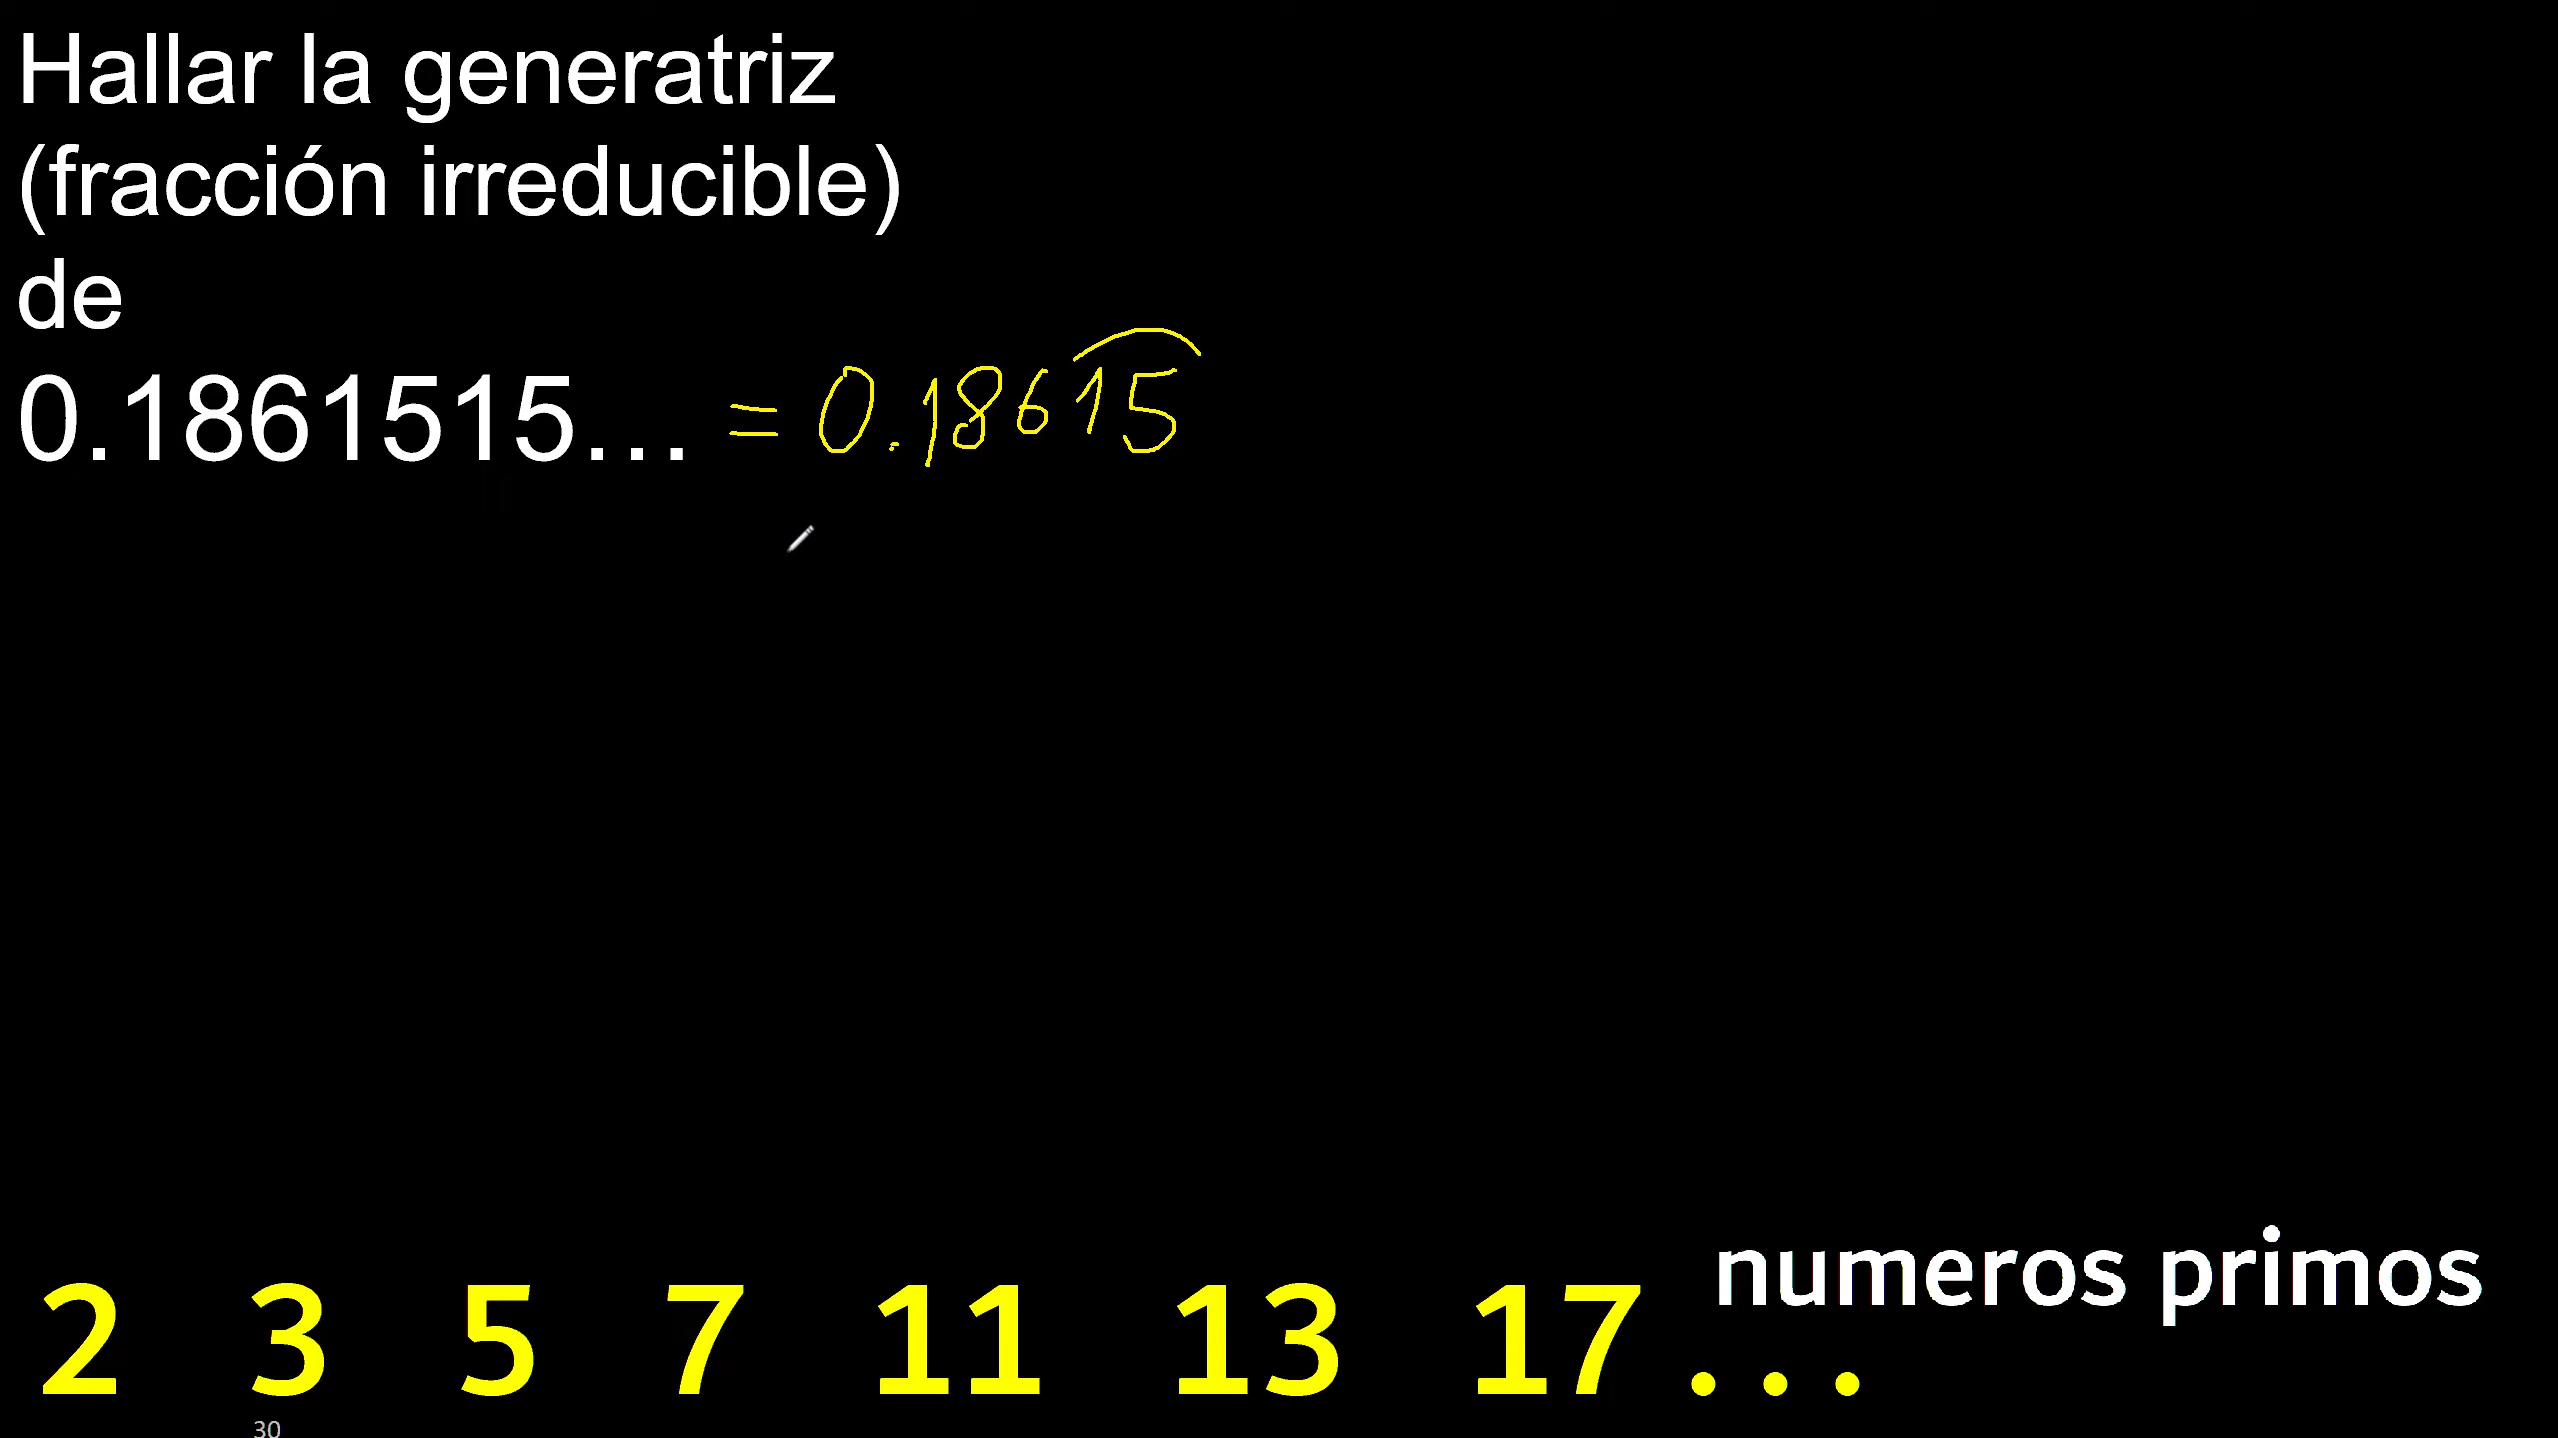 Hallar la generatriz
(fracción irreducible)
de
0.1861515... = 0.18615
numeros primos
2 3 5 7 11 13 17...
30